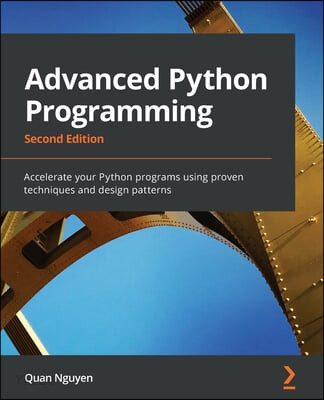 Advanced Python
Programming
Second Edition
Accelerate your Python programs using proven
techniques and design patterns
Quan Nguyen